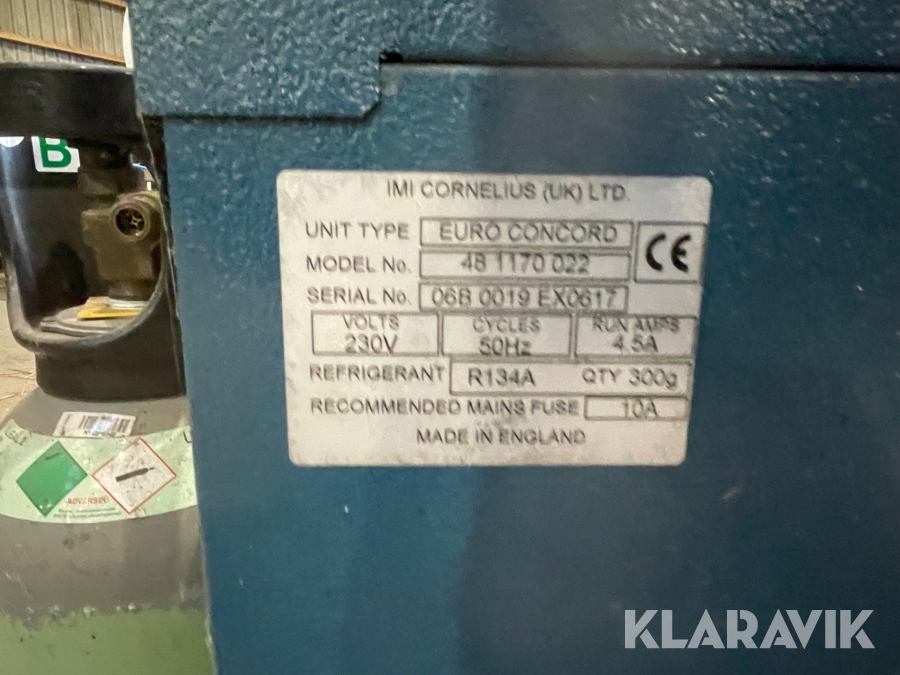 B
IMI CORNELIUS (UK) LTD.
UNIT TYPE EURO CONCORD CE
MODEL No. 48 1170 022
SERIAL No. 06B 0019 EX0617
VOLTS CYCLES RUN AMPS
230V 50Hz 4.5A
REFRIGERANT R134A QTY 300g
RECOMMENDED MAINS FUSE 10A
MADE IN ENGLAND
KLARAVIK